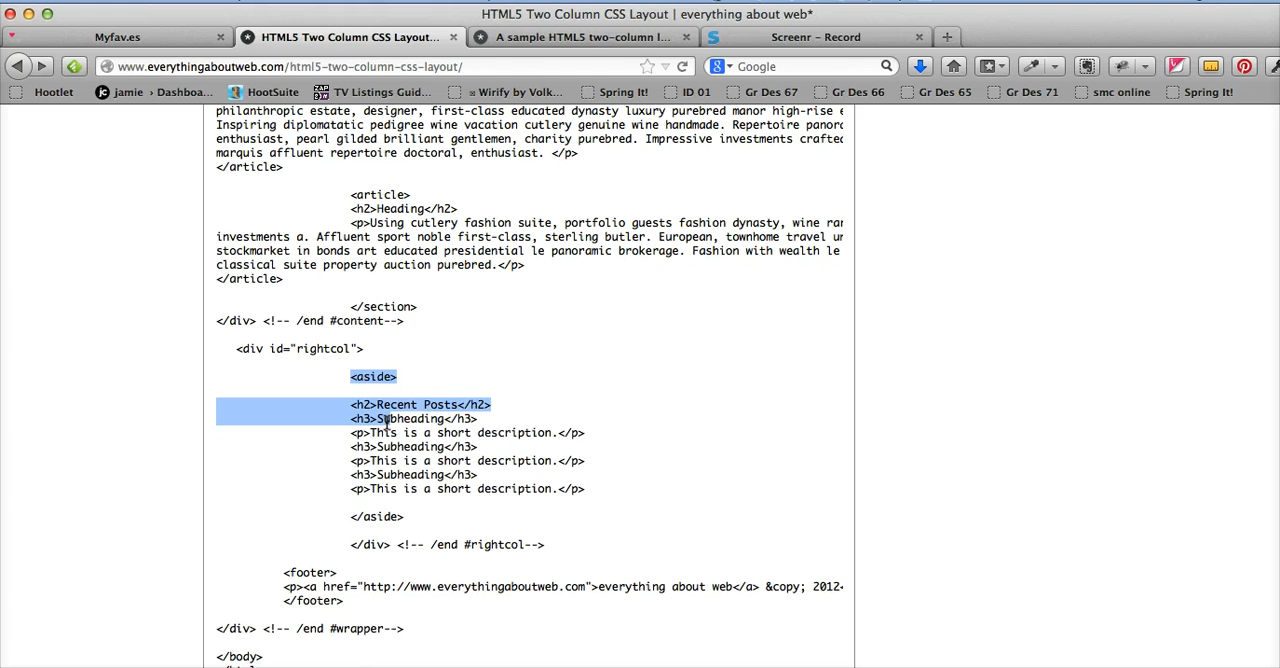 HTML5 Two Column CSS Layout | everything about web*
Myfav.es
HTML5 Two Column CSS Layout...
A sample HTML5 two-column l...
Screenr - Record
www.everythingaboutweb.com/html5-two-column-css-layout/
Google
Hootlet
jamie › Dashboa...
HootSuite
TV Listings Guid...
Wirify by Volk...
Spring It!
ID 01
Gr Des 67
Gr Des 66
Gr Des 65
Gr Des 71
smc online
Spring It!
philanthropic estate, designer, first-class educated dynasty luxury purebred manor high-rise e
Inspiring diplomatatic pedigree wine vacation cutlery genuine wine handmade. Repertoire panora
enthusiast, pearl gilded brilliant gentlemen, charity purebred. Impressive investments crafted
marquis affluent repertoire doctoral, enthusiast. </p>
</article>
<article>
<h2>Heading</h2>
<p>Using cutlery fashion suite, portfolio guests fashion dynasty, wine rar
investments a. Affluent sport noble first-class, sterling butler. European, townhome travel ur
stockmarket in bonds art educated presidential le panoramic brokerage. Fashion with wealth le
classical suite property auction purebred.</p>
</article>
</section>
</div> <!-- /end #content-->
<div id="rightcol">
<aside>
<h2>Recent Posts</h2>
<h3>Subheading</h3>
<p>This is a short description.</p>
<h3>Subheading</h3>
<p>This is a short description.</p>
<h3>Subheading</h3>
<p>This is a short description.</p>
</aside>
</div> <!-- /end #rightcol-->
<footer>
<p><a href="http://www.everythingaboutweb.com">everything about web</a> &copy; 2012<
</footer>
</div> <!-- /end #wrapper-->
</body>